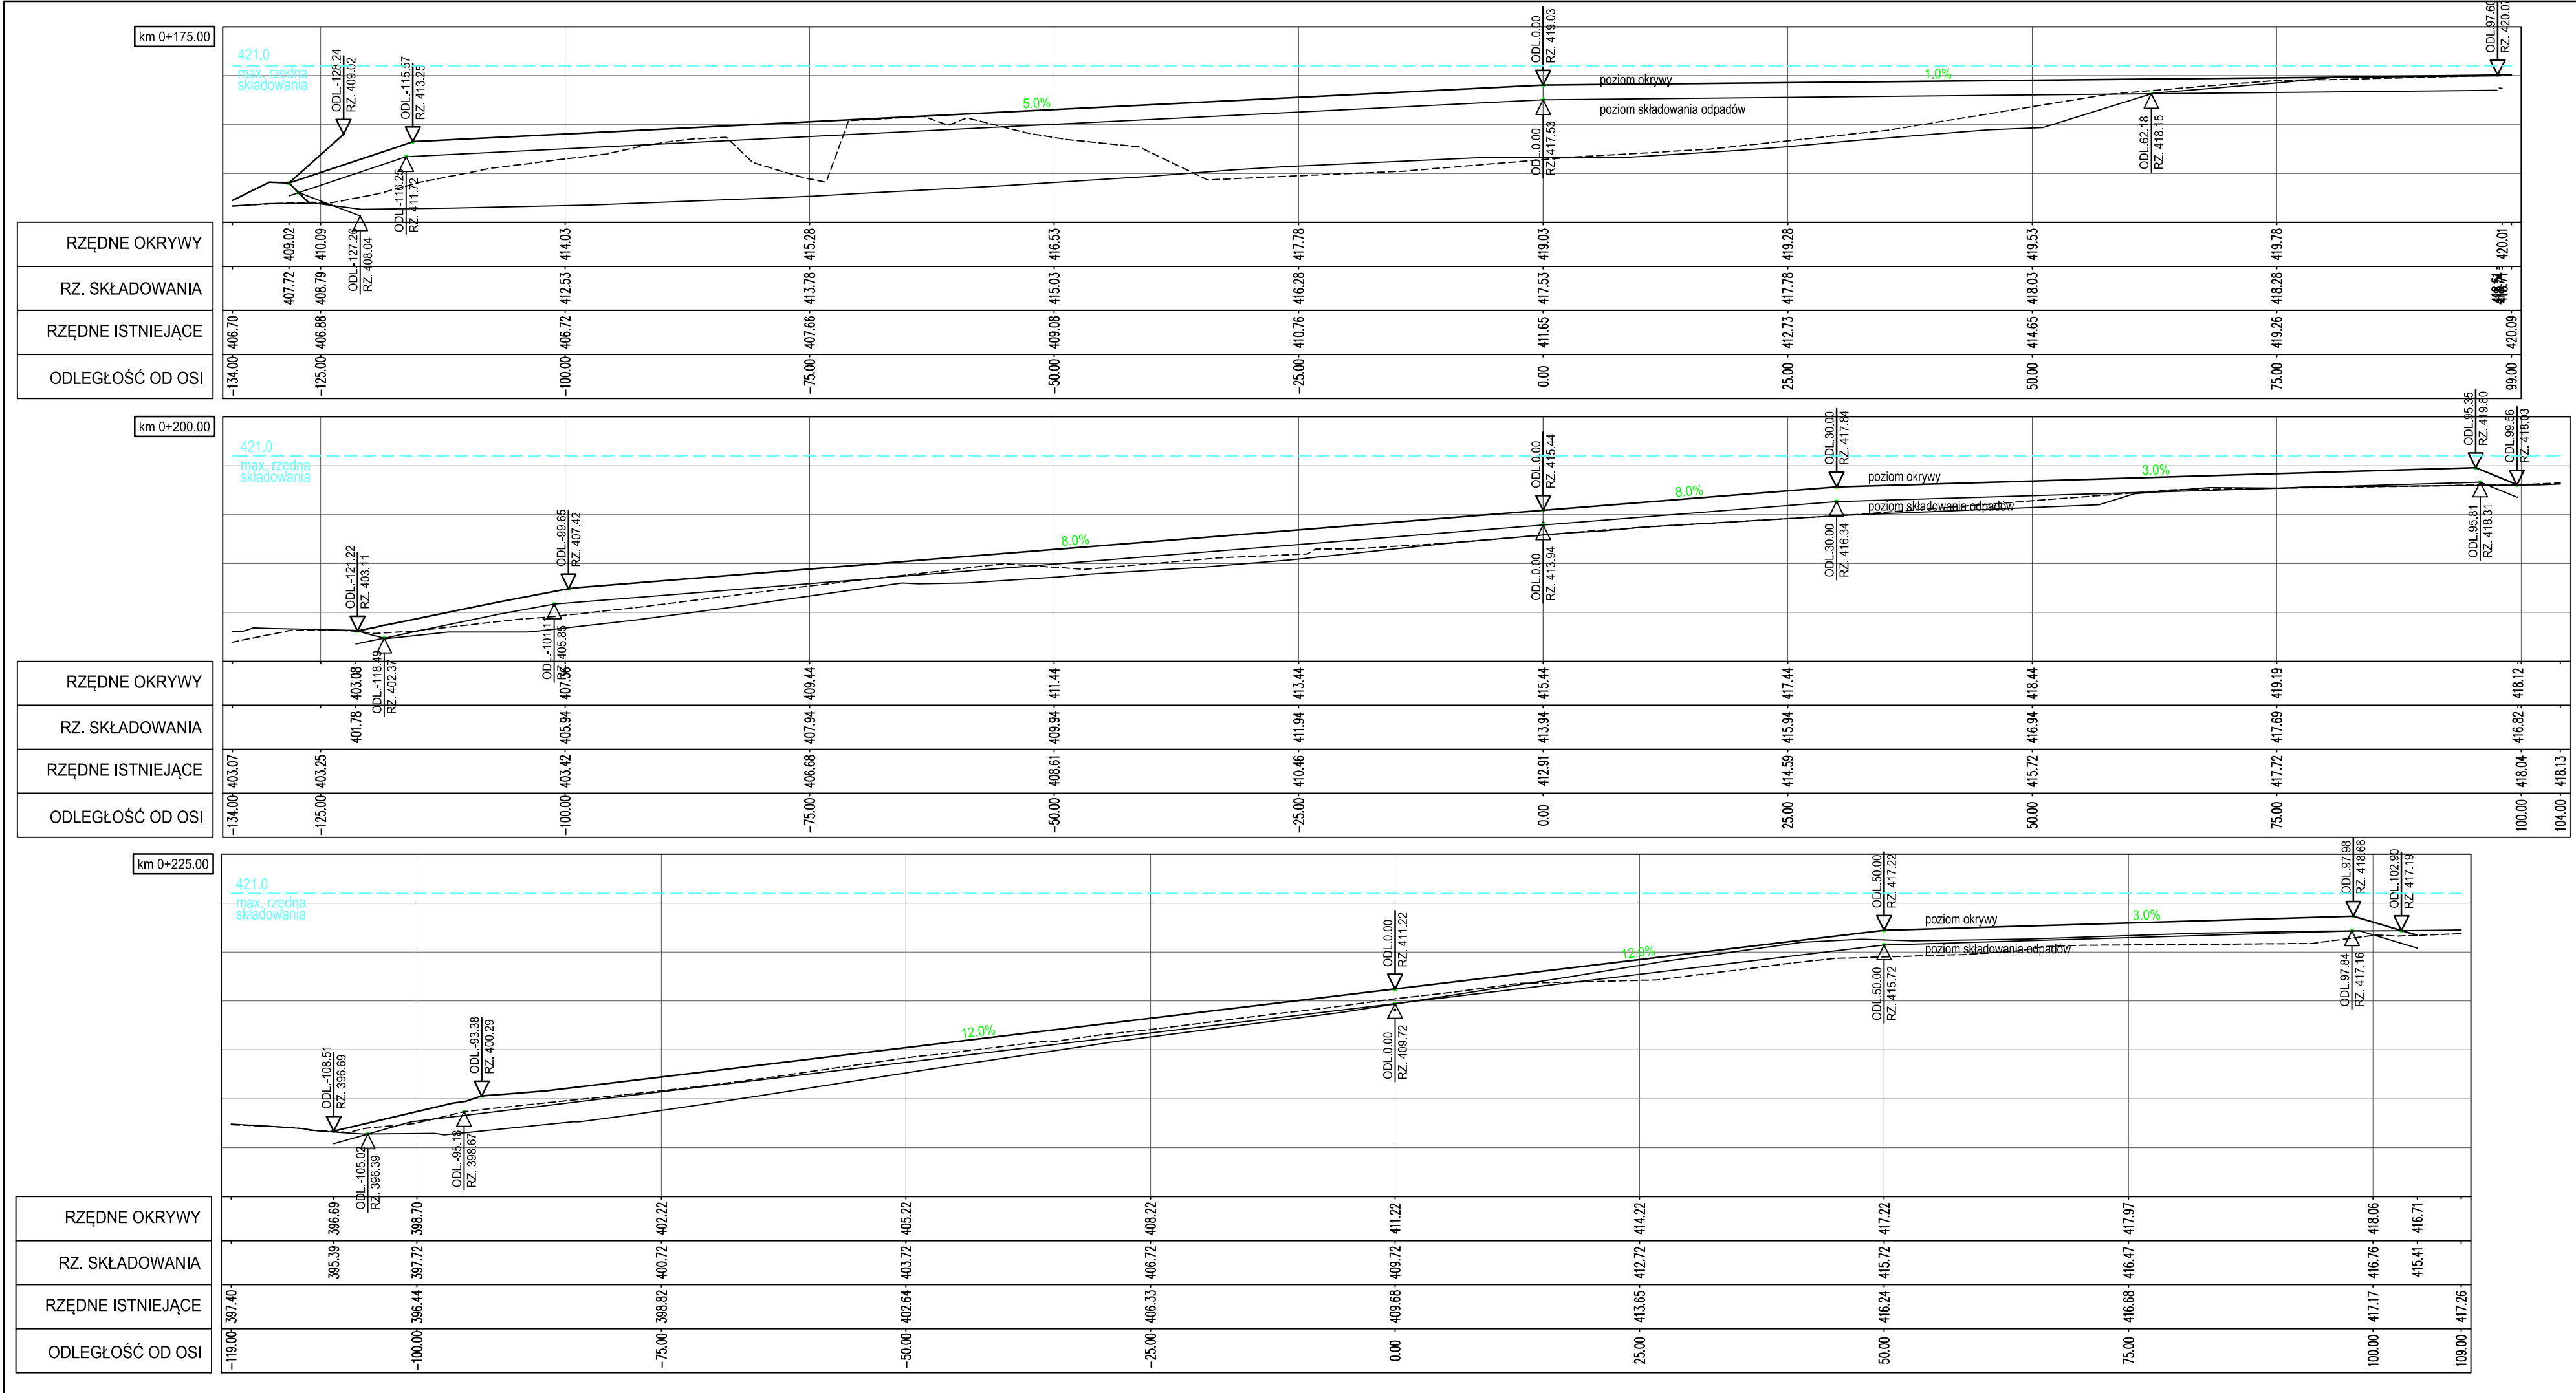 km 0+175.00
421.0
max. rzędna
składowania
ODL.-128.24
RZ. 409.02
ODL.-115.57
RZ. 413.25
5.0%
ODL.0.00
RZ. 419.03
poziom okrywy
1.0%
ODL.97.60
RZ. 420.07
poziom składowania odpadów
ODL.0.00
RZ. 417.53
ODL.62.18
RZ. 418.15
ODL.-116.25
RZ. 411.72
ODL.-127.26
RZ. 408.04
RZĘDNE OKRYWY
409.02 410.09 414.03 415.28 416.53 417.78 419.03 419.28 419.53 419.78 420.01
RZ. SKŁADOWANIA
407.72 408.79 412.53 413.78 415.03 416.28 417.53 417.78 418.03 418.28
RZĘDNE ISTNIEJĄCE
406.70 406.88 406.72 407.66 409.08 410.76 411.65 412.73 414.65 419.26 420.09
ODLEGŁOŚĆ OD OSI
-134.00 -125.00 -100.00 -75.00 -50.00 -25.00 0.00 25.00 50.00 75.00 99.00
km 0+200.00
421.0
max. rzędna
składowania
ODL.-121.22
RZ. 403.11
ODL.-99.65
RZ. 407.42
8.0%
ODL.0.00
RZ. 415.44
8.0%
ODL.30.00
RZ. 417.84
poziom okrywy
3.0%
ODL.95.35
RZ. 419.80
ODL.99.56
RZ. 418.03
poziom składowania odpadów
ODL.-118.49
RZ. 402.37
ODL.-101.11
RZ. 405.85
ODL.0.00
RZ. 413.94
ODL.30.00
RZ. 416.34
ODL.95.81
RZ. 418.31
RZĘDNE OKRYWY
403.08 407.36 409.44 411.44 413.44 415.44 417.44 418.44 419.19 418.12
RZ. SKŁADOWANIA
401.78 405.94 407.94 409.94 411.94 413.94 415.94 416.94 417.69 416.82
RZĘDNE ISTNIEJĄCE
403.07 403.25 403.42 406.68 408.61 410.46 412.91 414.59 415.72 417.72 418.04 418.13
ODLEGŁOŚĆ OD OSI
-134.00 -125.00 -100.00 -75.00 -50.00 -25.00 0.00 25.00 50.00 75.00 100.00 104.00
km 0+225.00
421.0
max. rzędna
składowania
ODL.-108.51
RZ. 396.69
ODL.-93.38
RZ. 400.29
12.0%
ODL.0.00
RZ. 411.22
12.0%
ODL.50.00
RZ. 417.22
poziom okrywy
3.0%
ODL.97.98
RZ. 418.66
ODL.102.90
RZ. 417.19
poziom składowania odpadów
ODL.-105.02
RZ. 396.39
ODL.-95.18
RZ. 398.67
ODL.0.00
RZ. 409.72
ODL.50.00
RZ. 415.72
ODL.97.84
RZ. 417.16
RZĘDNE OKRYWY
396.69 398.70 402.22 405.22 408.22 411.22 414.22 417.22 417.97 418.06 416.71
RZ. SKŁADOWANIA
395.39 397.72 400.72 403.72 406.72 409.72 412.72 415.72 416.47 416.76 415.41
RZĘDNE ISTNIEJĄCE
397.40 396.44 398.82 402.64 406.33 409.68 413.65 416.24 416.68 417.17 417.26
ODLEGŁOŚĆ OD OSI
-119.00 -100.00 -75.00 -50.00 -25.00 0.00 25.00 50.00 75.00 100.00 109.00